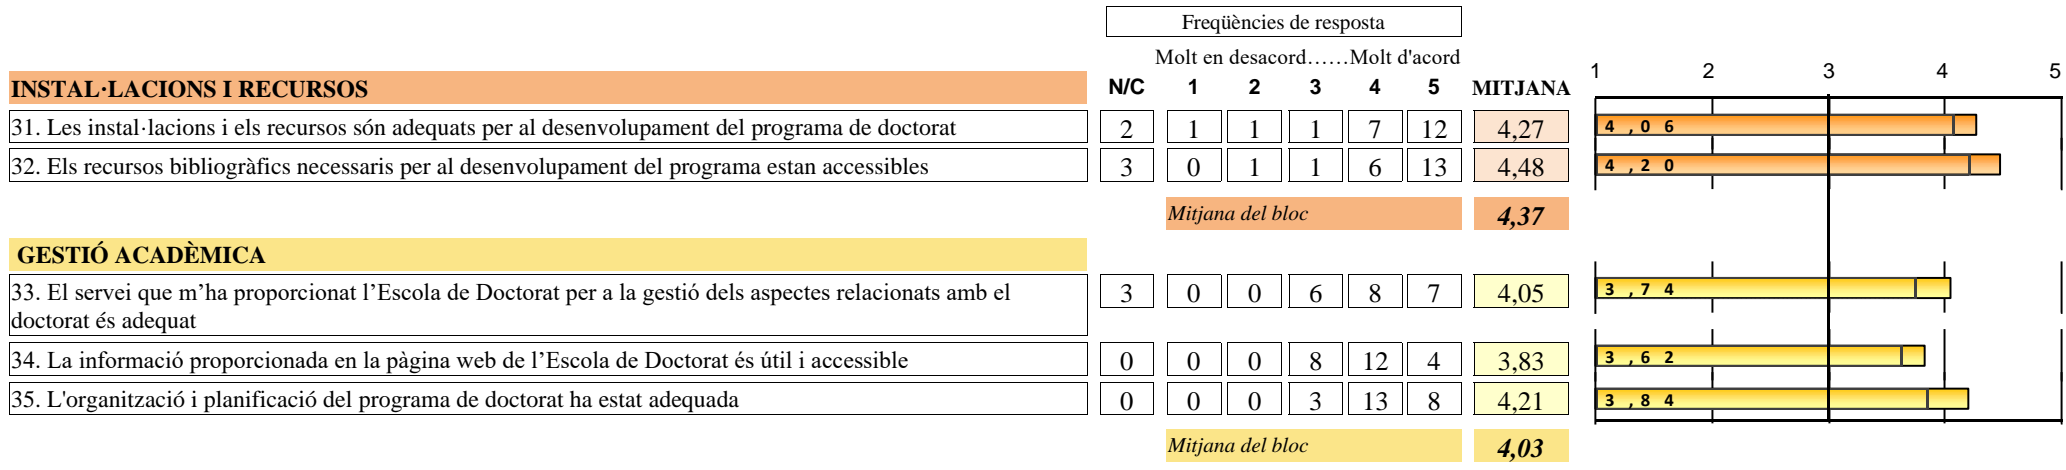 Freqüències de resposta
Molt en desacord……Molt d'acord
INSTAL·LACIONS I RECURSOS N/C 1 2 3 4 5 MITJANA 1 2 3 4 5
31. Les instal·lacions i els recursos són adequats per al desenvolupament del programa de doctorat 2 1 1 1 7 12 4,27 4,06
32. Els recursos bibliogràfics necessaris per al desenvolupament del programa estan accessibles 3 0 1 1 6 13 4,48 4,20
Mitjana del bloc 4,37
GESTIÓ ACADÈMICA
33. El servei que m’ha proporcionat l’Escola de Doctorat per a la gestió dels aspectes relacionats amb el 3 0 0 6 8 7 4,05 3,74
doctorat és adequat
34. La informació proporcionada en la pàgina web de l’Escola de Doctorat és útil i accessible 0 0 0 8 12 4 3,83 3,62
35. L'organització i planificació del programa de doctorat ha estat adequada 0 0 0 3 13 8 4,21 3,84
Mitjana del bloc 4,03